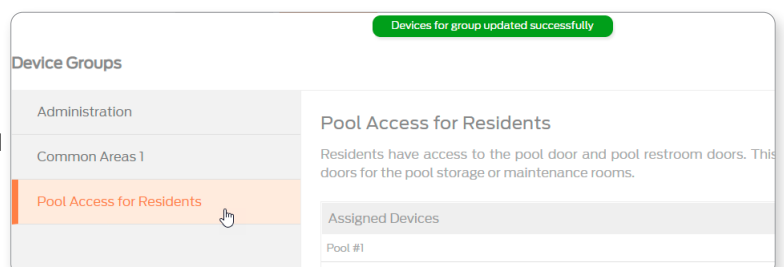 Devices for group updated successfully
Device Groups
Administration
Common Areas 1
Pool Access for Residents
Pool Access for Residents
Residents have access to the pool door and pool restroom doors. This
doors for the pool storage or maintenance rooms.
Assigned Devices
Pool #1